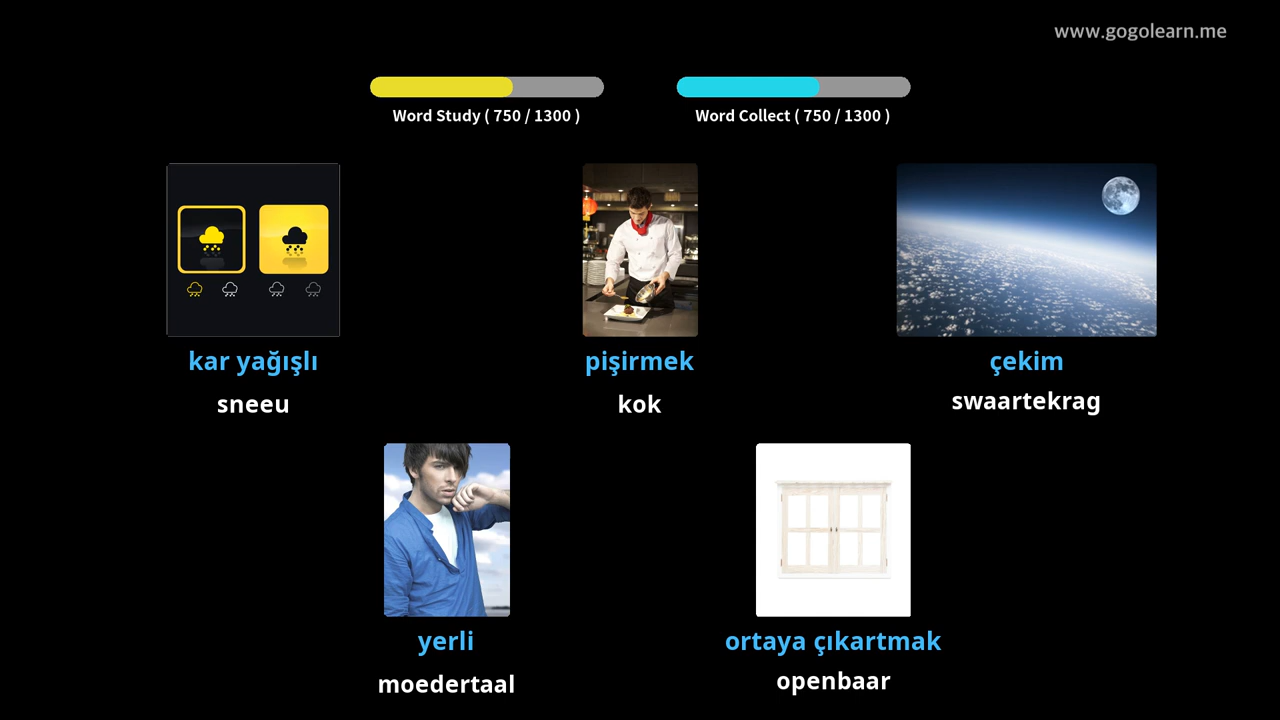 www.gogolearn.me
Word Study ( 750 / 1300 )
Word Collect ( 750 / 1300 )
kar yağışlı
sneeu
pişirmek
kok
çekim
swaartekrag
yerli
moedertaal
ortaya çıkartmak
openbaar